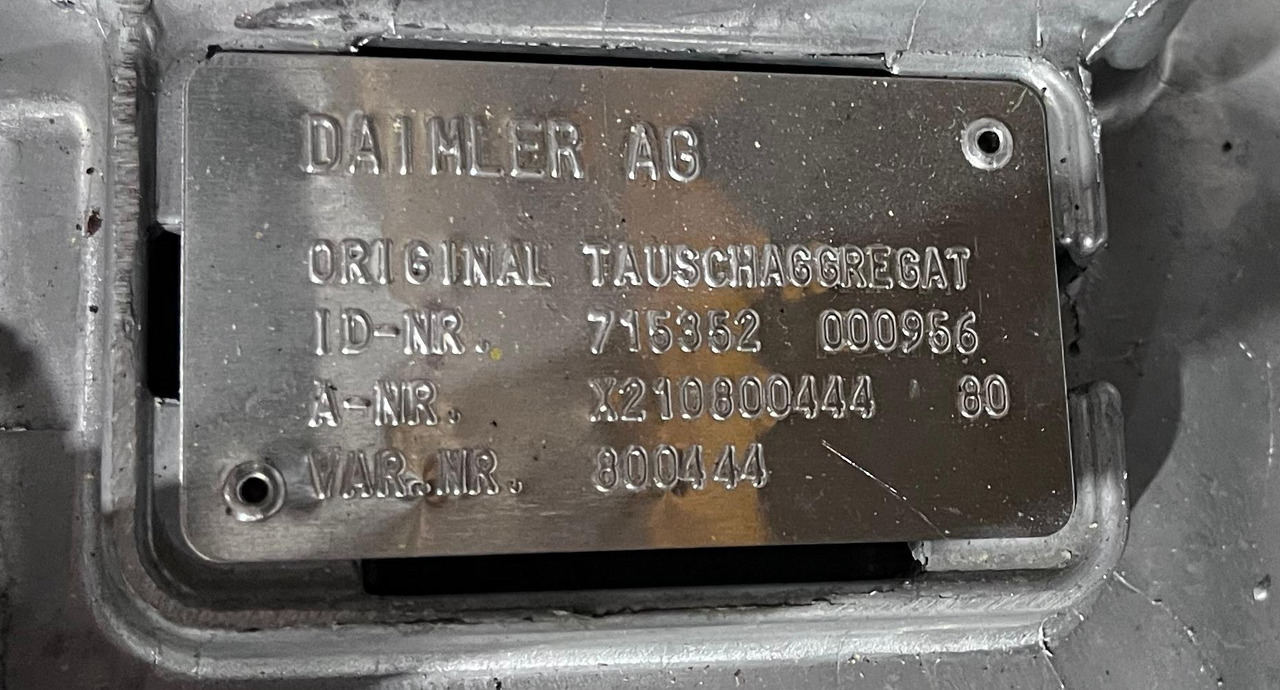 DAIMLER AG
ORIGINAL TAUSCHAGGREGAT
ID-NR. 715352 000956
A-NR. X210800444 80
VAR.NR. 800444